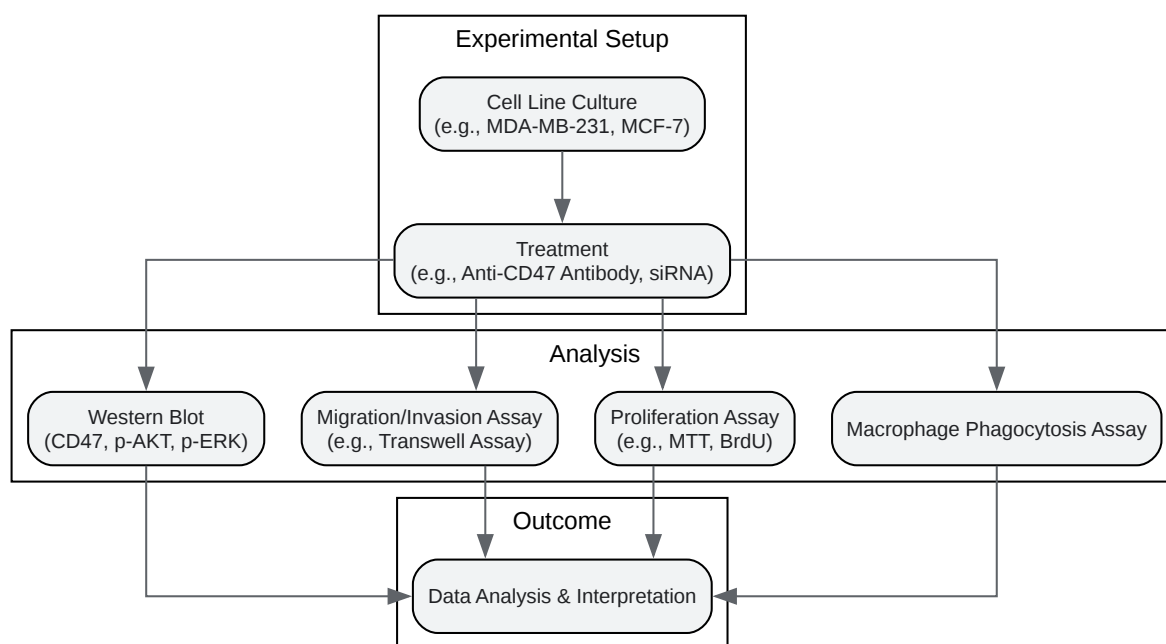 Experimental Setup
Cell Line Culture
(e.g., MDA-MB-231, MCF-7)
Treatment
(e.g., Anti-CD47 Antibody, siRNA)
Analysis
Western Blot
(CD47, p-AKT, p-ERK)
Migration/Invasion Assay
(e.g., Transwell Assay)
Proliferation Assay
(e.g., MTT, BrdU)
Macrophage Phagocytosis Assay
Outcome
Data Analysis & Interpretation